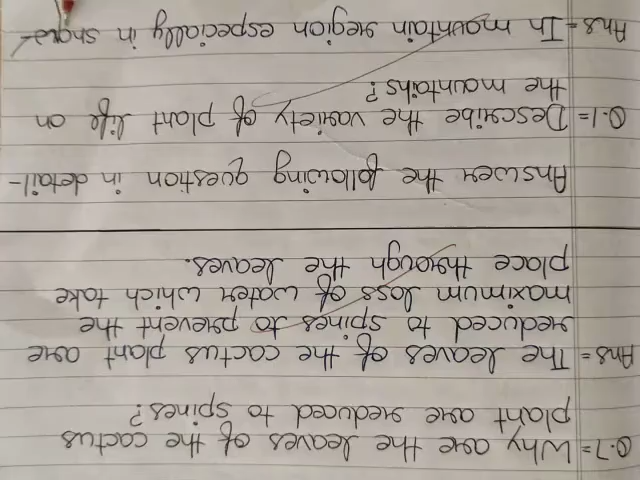 Q.7= Why are the leaves of the cactus
plant are reduced to spines?
Ans= The leaves of the cactus plant are
reduced to spines to prevent the
maximum loss of water which take
place through the leaves.
Answer the following question in detail-
Q.1= Describe the variety of plant life on
the mountains?
Ans= In mountain region especially in snow